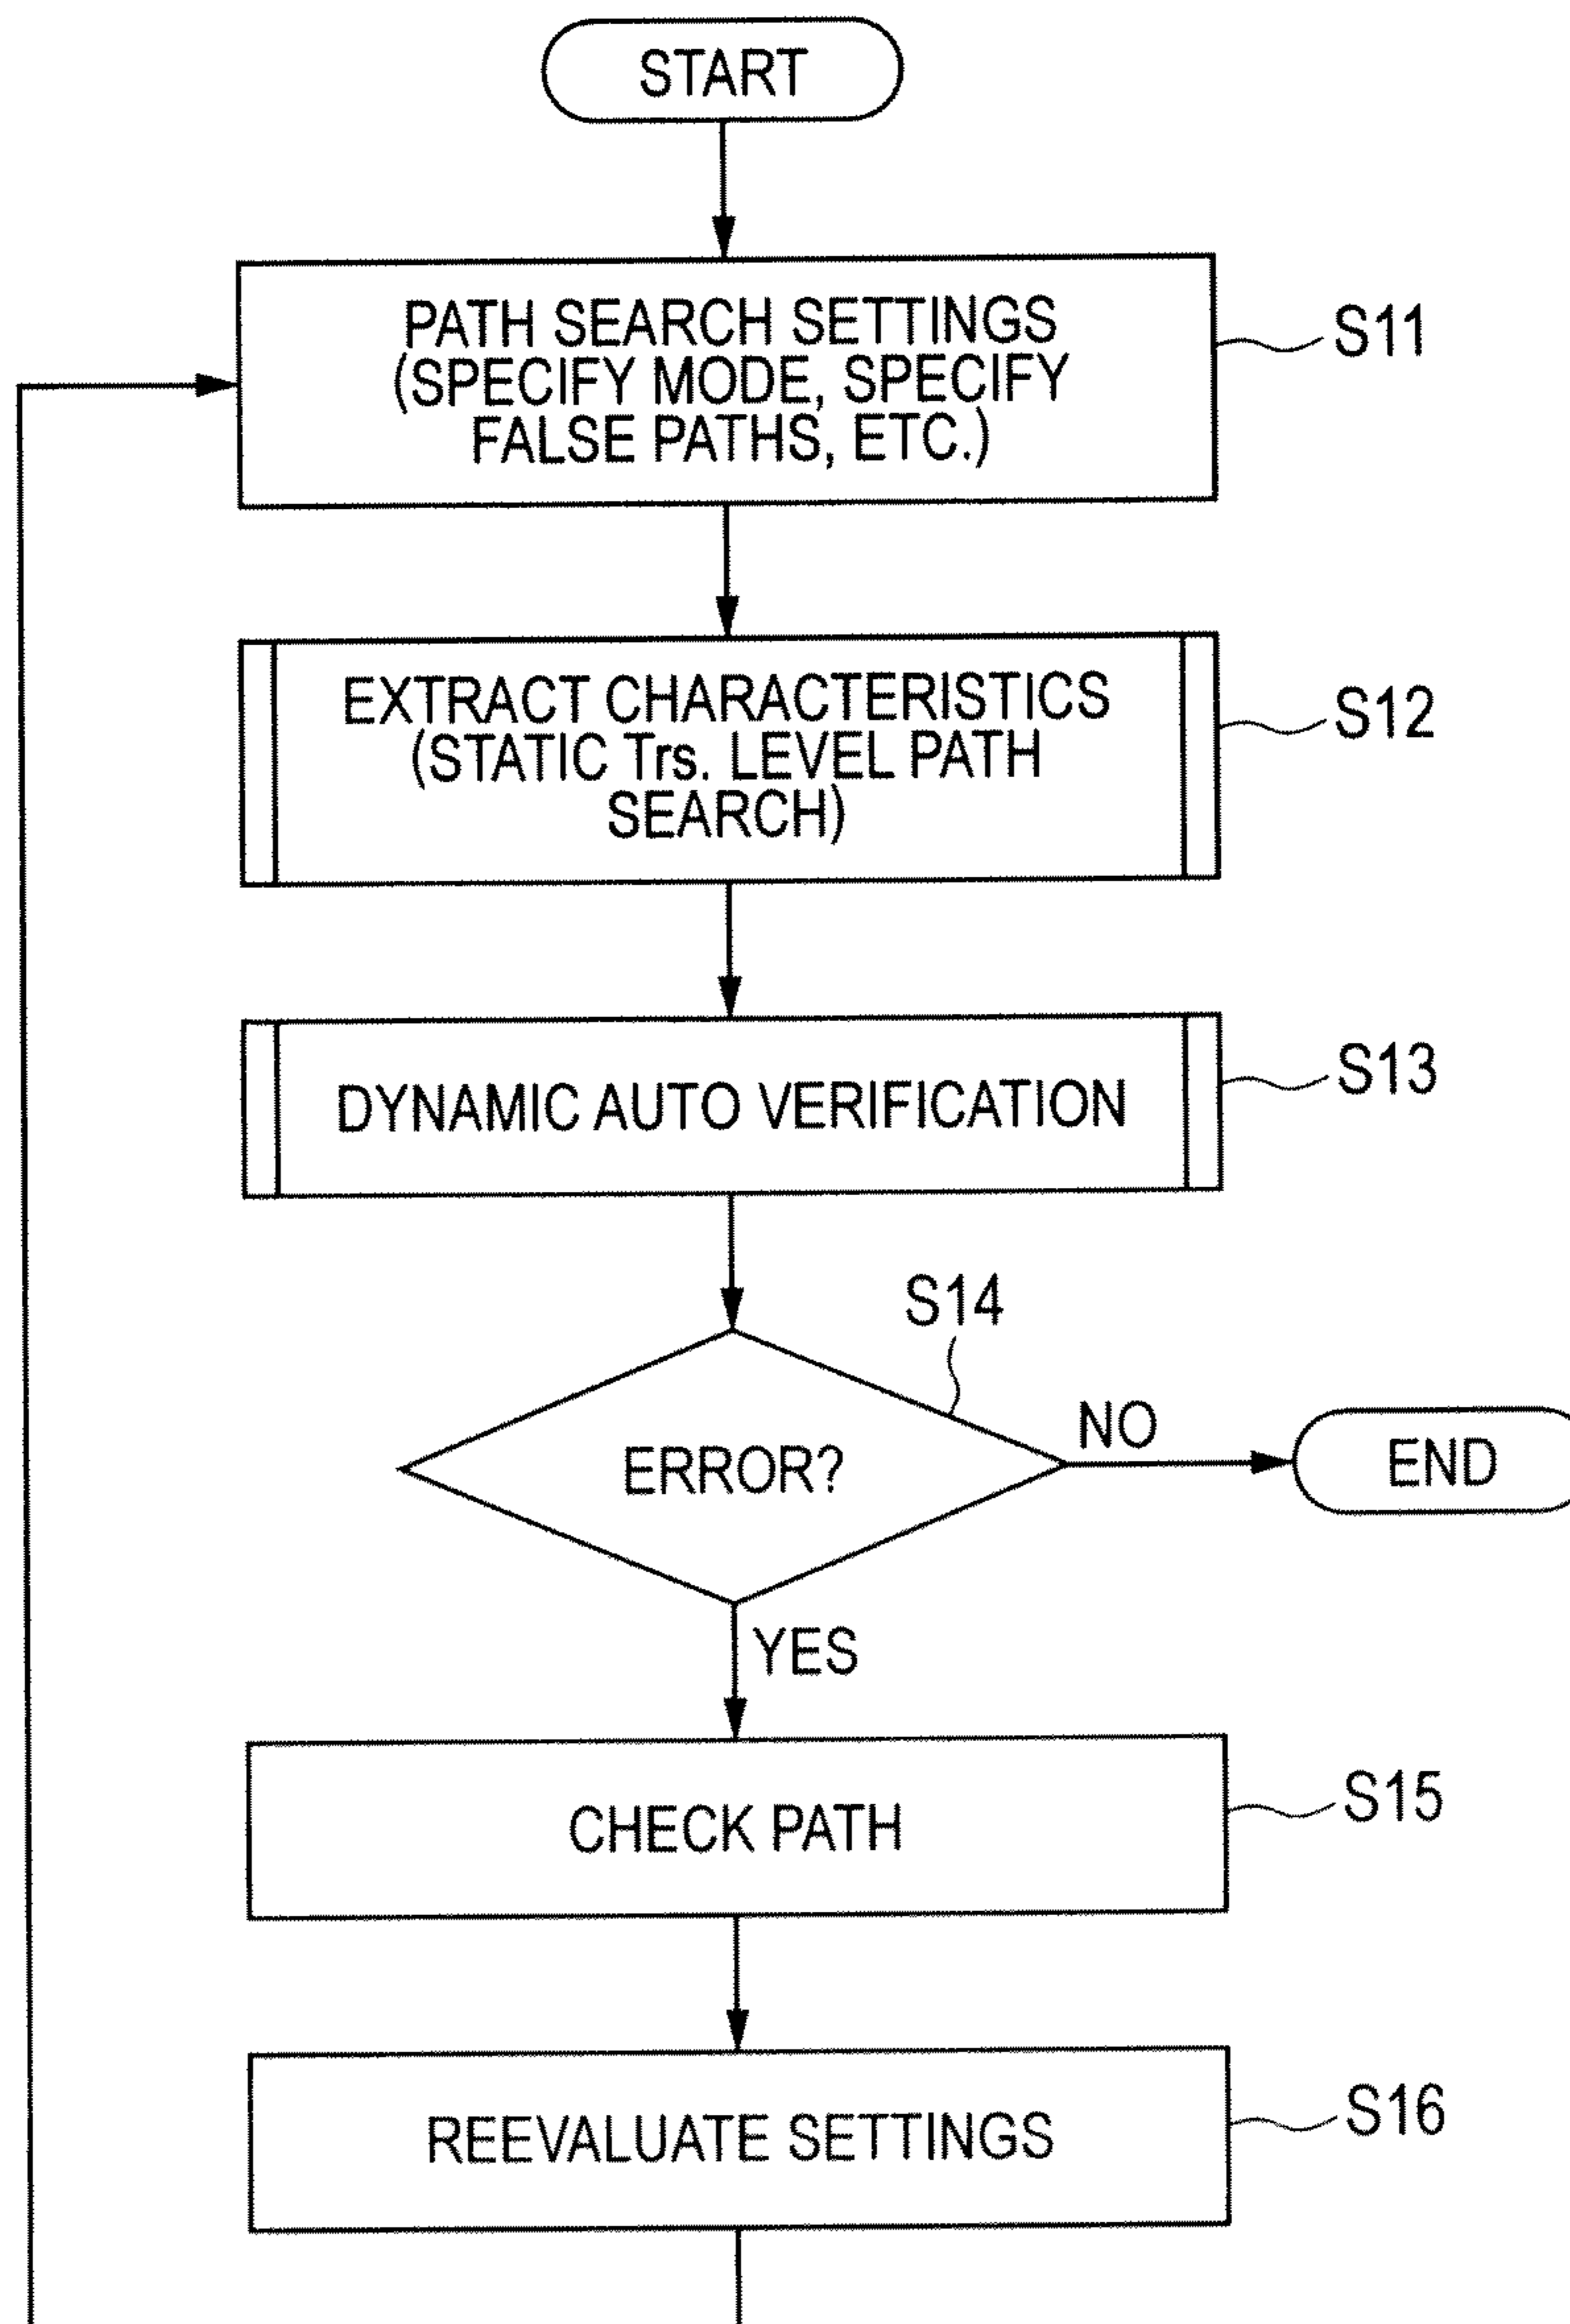 START
PATH SEARCH SETTINGS
(SPECIFY MODE, SPECIFY
FALSE PATHS, ETC.)
S11
EXTRACT CHARACTERISTICS
(STATIC Trs. LEVEL PATH
SEARCH)
S12
DYNAMIC AUTO VERIFICATION
S13
S14
ERROR?
NO
END
YES
CHECK PATH
S15
REEVALUATE SETTINGS
S16